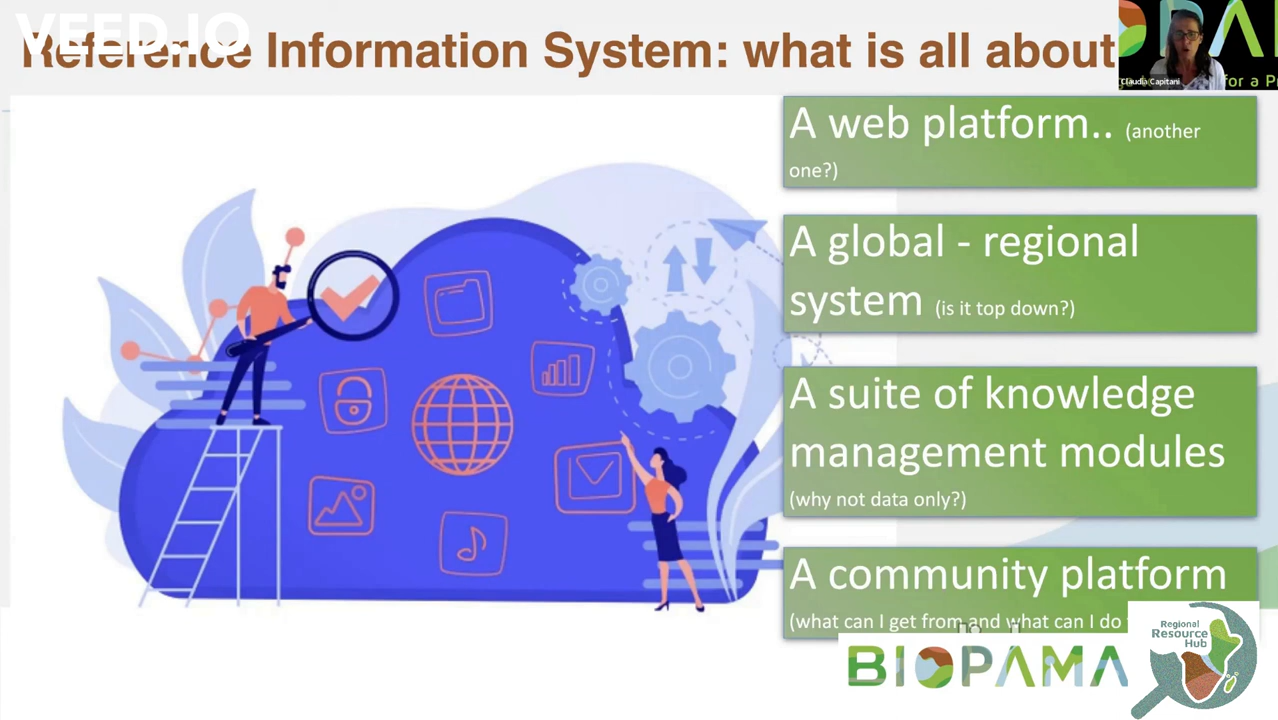 VEED.IO
Reference Information System: what is all about
Claudia Capitani
for a P
A web platform.. (another
one?)
A global - regional
system (is it top down?)
A suite of knowledge
management modules
(why not data only?)
A community platform
(what can I get from and what can I do
Regional
Resource
Hub
BIOPAMA